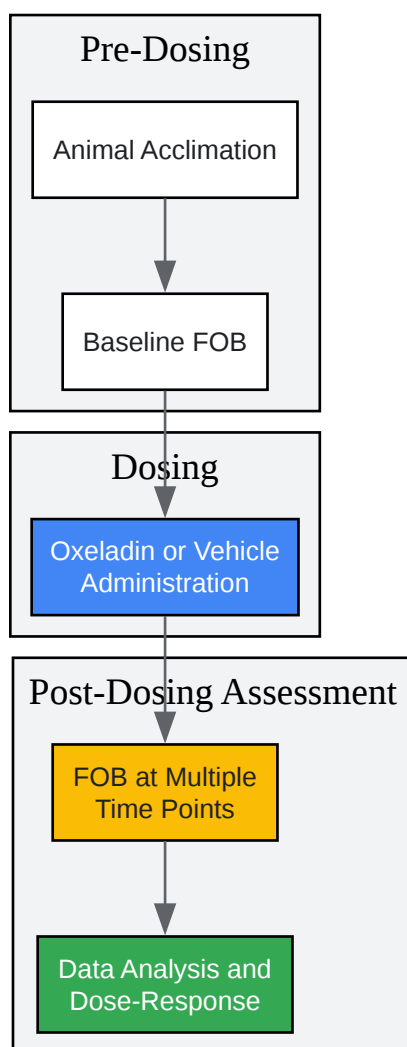 Pre-Dosing
Animal Acclimation
Baseline FOB
Dosing
Oxeladin or Vehicle
Administration
Post-Dosing Assessment
FOB at Multiple
Time Points
Data Analysis and
Dose-Response